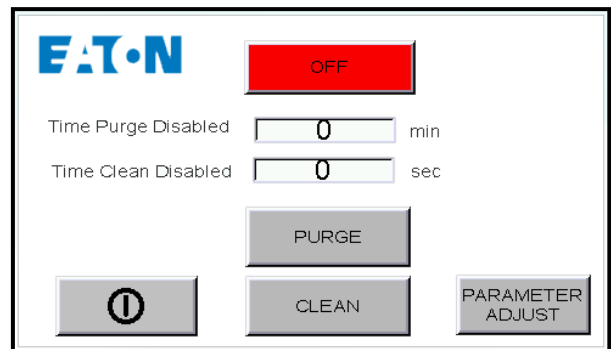 EATON
OFF
Time Purge Disabled 0 min
Time Clean Disabled 0 sec
PURGE
CLEAN
PARAMETER
ADJUST